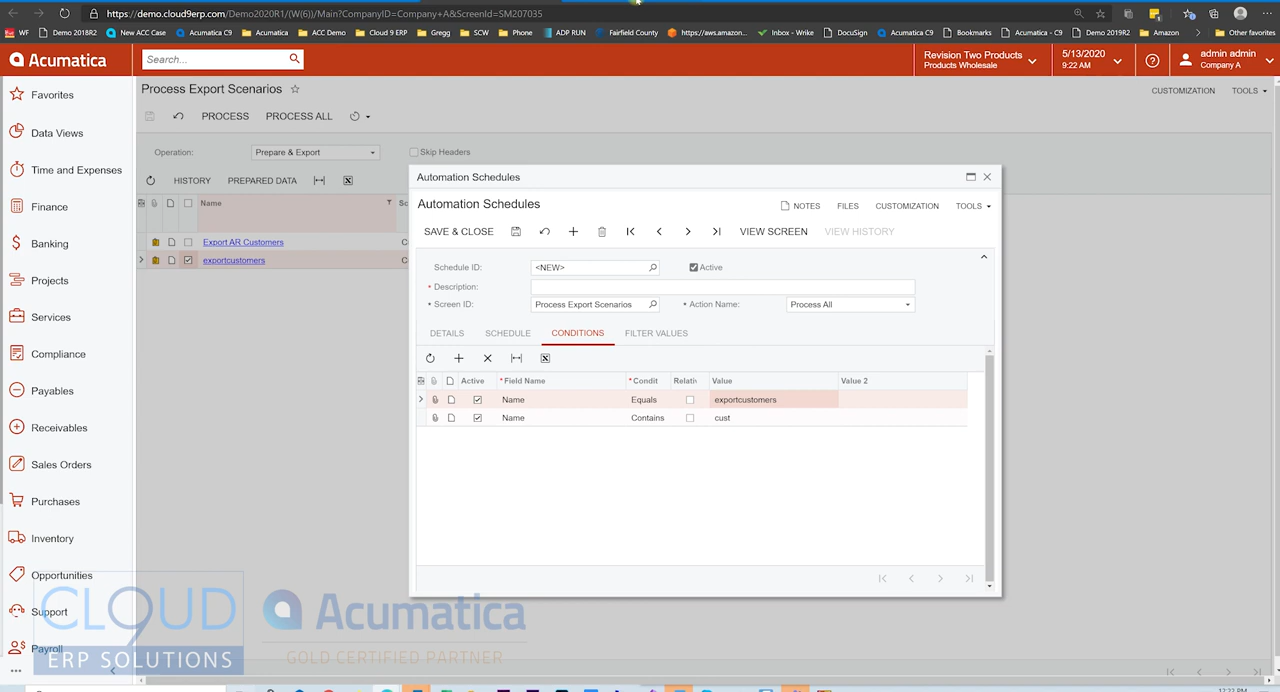 https://demo.cloud9erp.com/Demo2020R1/(W(6))/Main?CompanyID=Company+A&ScreenId=SM207035
WF Demo 2018R2 New ACC Case Acumatica C9 Acumatica ACC Demo Cloud 9 ERP Gregg SCW Phone ADP RUN Fairfield County https://aws.amazon... Inbox - Wrike DocuSign Acumatica C9 Bookmarks Acumatica - C9 Demo 2019R2 Amazon Other favorites
Acumatica Search... Revision Two Products 5/13/2020 admin admin
Products Wholesale 9:22 AM Company A
Process Export Scenarios CUSTOMIZATION TOOLS
PROCESS PROCESS ALL
Operation: Prepare & Export Skip Headers
HISTORY PREPARED DATA
Name Sc
Export AR Customers C
exportcustomers C
Favorites
Data Views
Time and Expenses
Finance
Banking
Projects
Services
Compliance
Payables
Receivables
Sales Orders
Purchases
Inventory
Opportunities
Support
Payroll
Automation Schedules
Automation Schedules NOTES FILES CUSTOMIZATION TOOLS
SAVE & CLOSE VIEW SCREEN VIEW HISTORY
Schedule ID: <NEW> Active
* Description:
* Screen ID: Process Export Scenarios * Action Name: Process All
DETAILS SCHEDULE CONDITIONS FILTER VALUES
Active * Field Name * Condit Relativ Value Value 2
Name Equals exportcustomers
Name Contains cust
CLOUD 9
ERP SOLUTIONS
Acumatica
GOLD CERTIFIED PARTNER